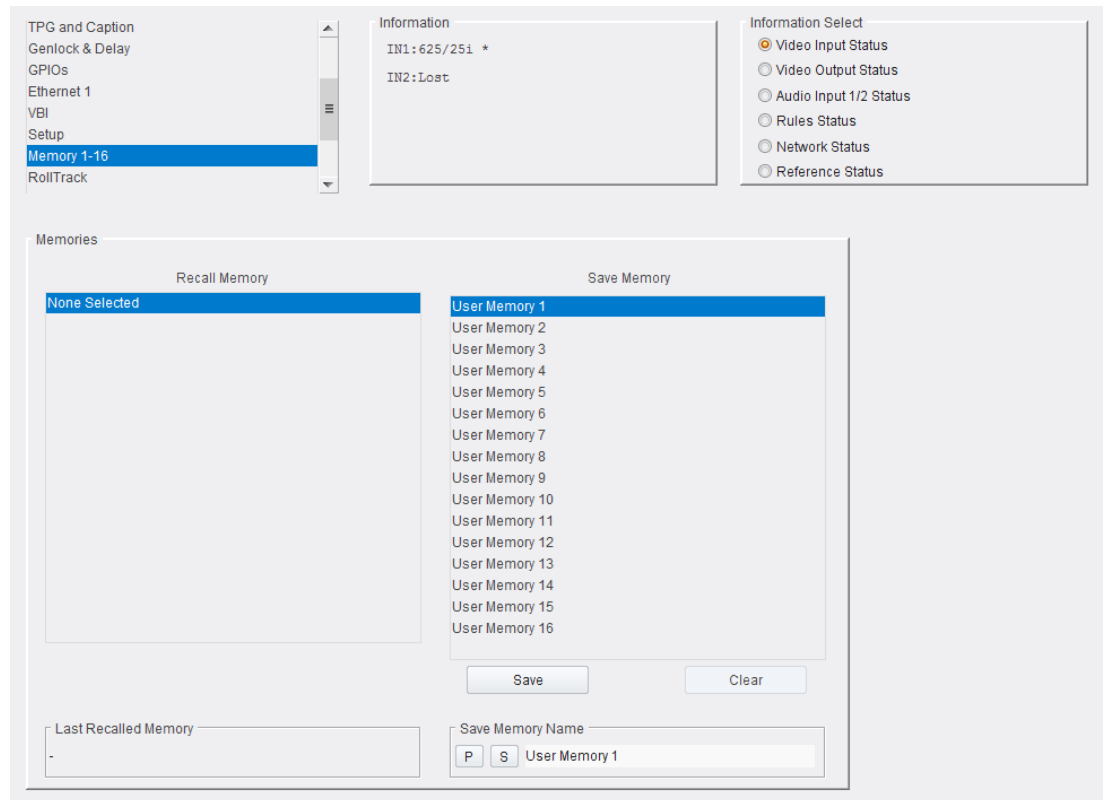 TPG and Caption
Genlock & Delay
GPIOs
Ethernet 1
VBI
Setup
Memory 1-16
RollTrack
Information
IN1:625/25i *
IN2:Lost
Information Select
Video Input Status
Video Output Status
Audio Input 1/2 Status
Rules Status
Network Status
Reference Status
Memories
Recall Memory
None Selected
Save Memory
User Memory 1
User Memory 2
User Memory 3
User Memory 4
User Memory 5
User Memory 6
User Memory 7
User Memory 8
User Memory 9
User Memory 10
User Memory 11
User Memory 12
User Memory 13
User Memory 14
User Memory 15
User Memory 16
Save
Clear
Last Recalled Memory
-
Save Memory Name
P
S
User Memory 1